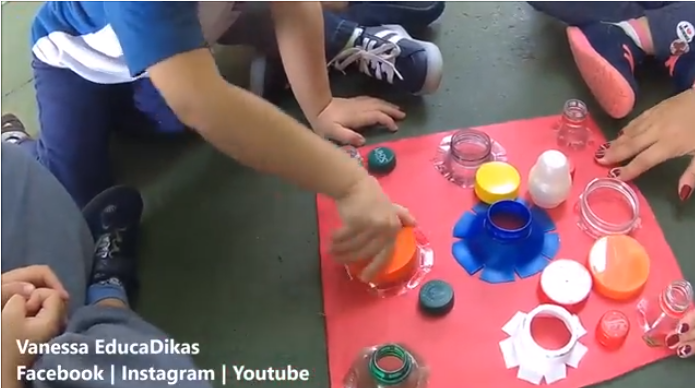 Vanessa EducaDikas
Facebook | Instagram | Youtube